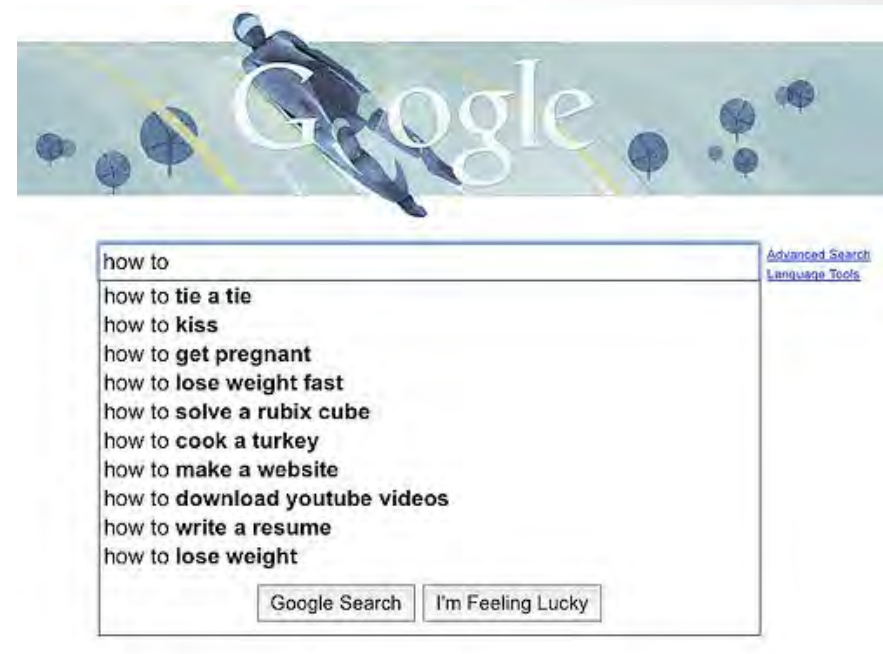 Google
how to
Advanced Search
Language Tools
how to tie a tie
how to kiss
how to get pregnant
how to lose weight fast
how to solve a rubix cube
how to cook a turkey
how to make a website
how to download youtube videos
how to write a resume
how to lose weight
Google Search
I'm Feeling Lucky